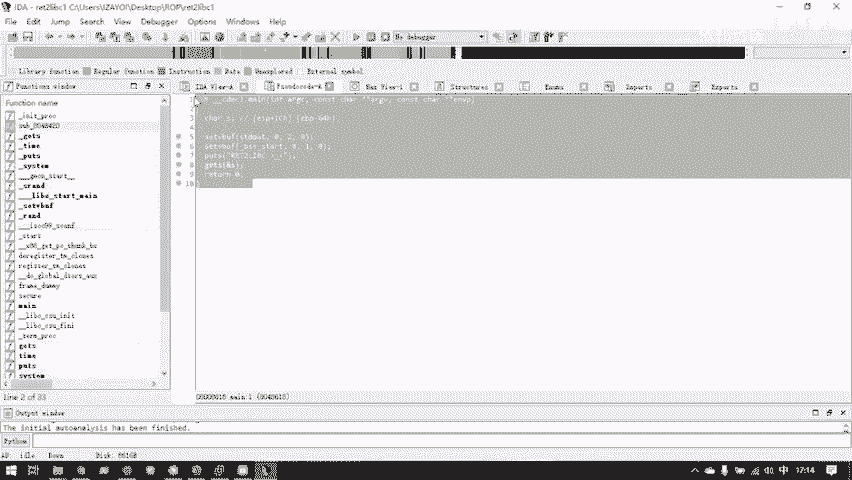 IDA - ret2libc1 C:\Users\IZAYOI\Desktop\ROP\ret2libc1
File Edit Jump Search View Debugger Options Windows Help
No debugger
Library function Regular function Instruction Data Unexplored External symbol
Functions window
IDA View-A Pseudocode-A Hex View-1 Structures Enums Imports Exports
Function name
_init_proc
sub_8048420
_gets
_time
_puts
_system
___gmon_start__
_srand
___libc_start_main
_setvbuf
_rand
___isoc99_scanf
_start
__x86_get_pc_thunk_bx
deregister_tm_clones
register_tm_clones
__do_global_dtors_aux
frame_dummy
secure
main
__libc_csu_init
__libc_csu_fini
_term_proc
gets
time
puts
system
Line 2 of 33
1 int __cdecl main(int argc, const char **argv, const char **envp)
2
3 char s; // [esp+1Ch] [ebp-64h]
4
5 setvbuf(stdout, 0, 2, 0);
6 setvbuf(_bss_start, 0, 1, 0);
7
8 gets(&s);
9 return 0;
10 }
00000618 main:1 (8048618)
Output window
The initial autoanalysis has been finished.
Python
AU: idle Down Disk: 661GB
中 17:14